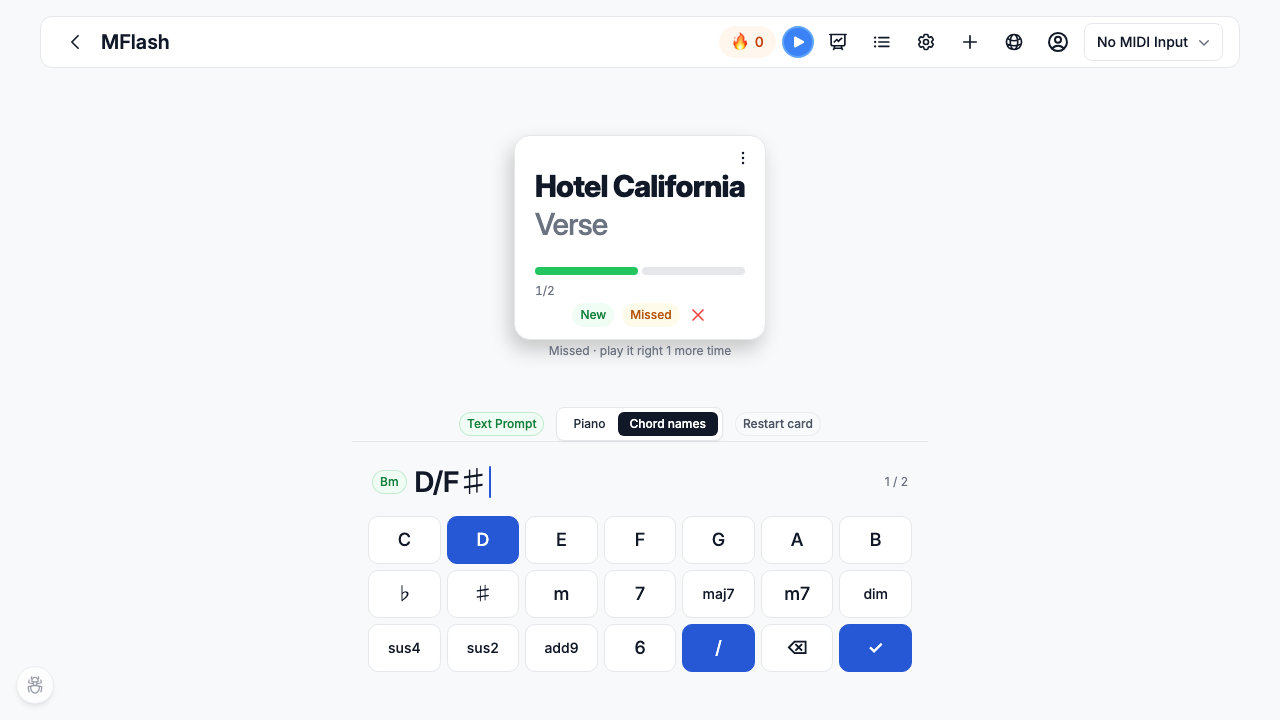 MFlash
🔥 0
No MIDI Input
Hotel California
Verse
1/2
New Missed
Missed · play it right 1 more time
Text Prompt Piano Chord names Restart card
Bm D/F♯ 1 / 2
C D E F G A B
♭ ♯ m 7 maj7 m7 dim
sus4 sus2 add9 6 /